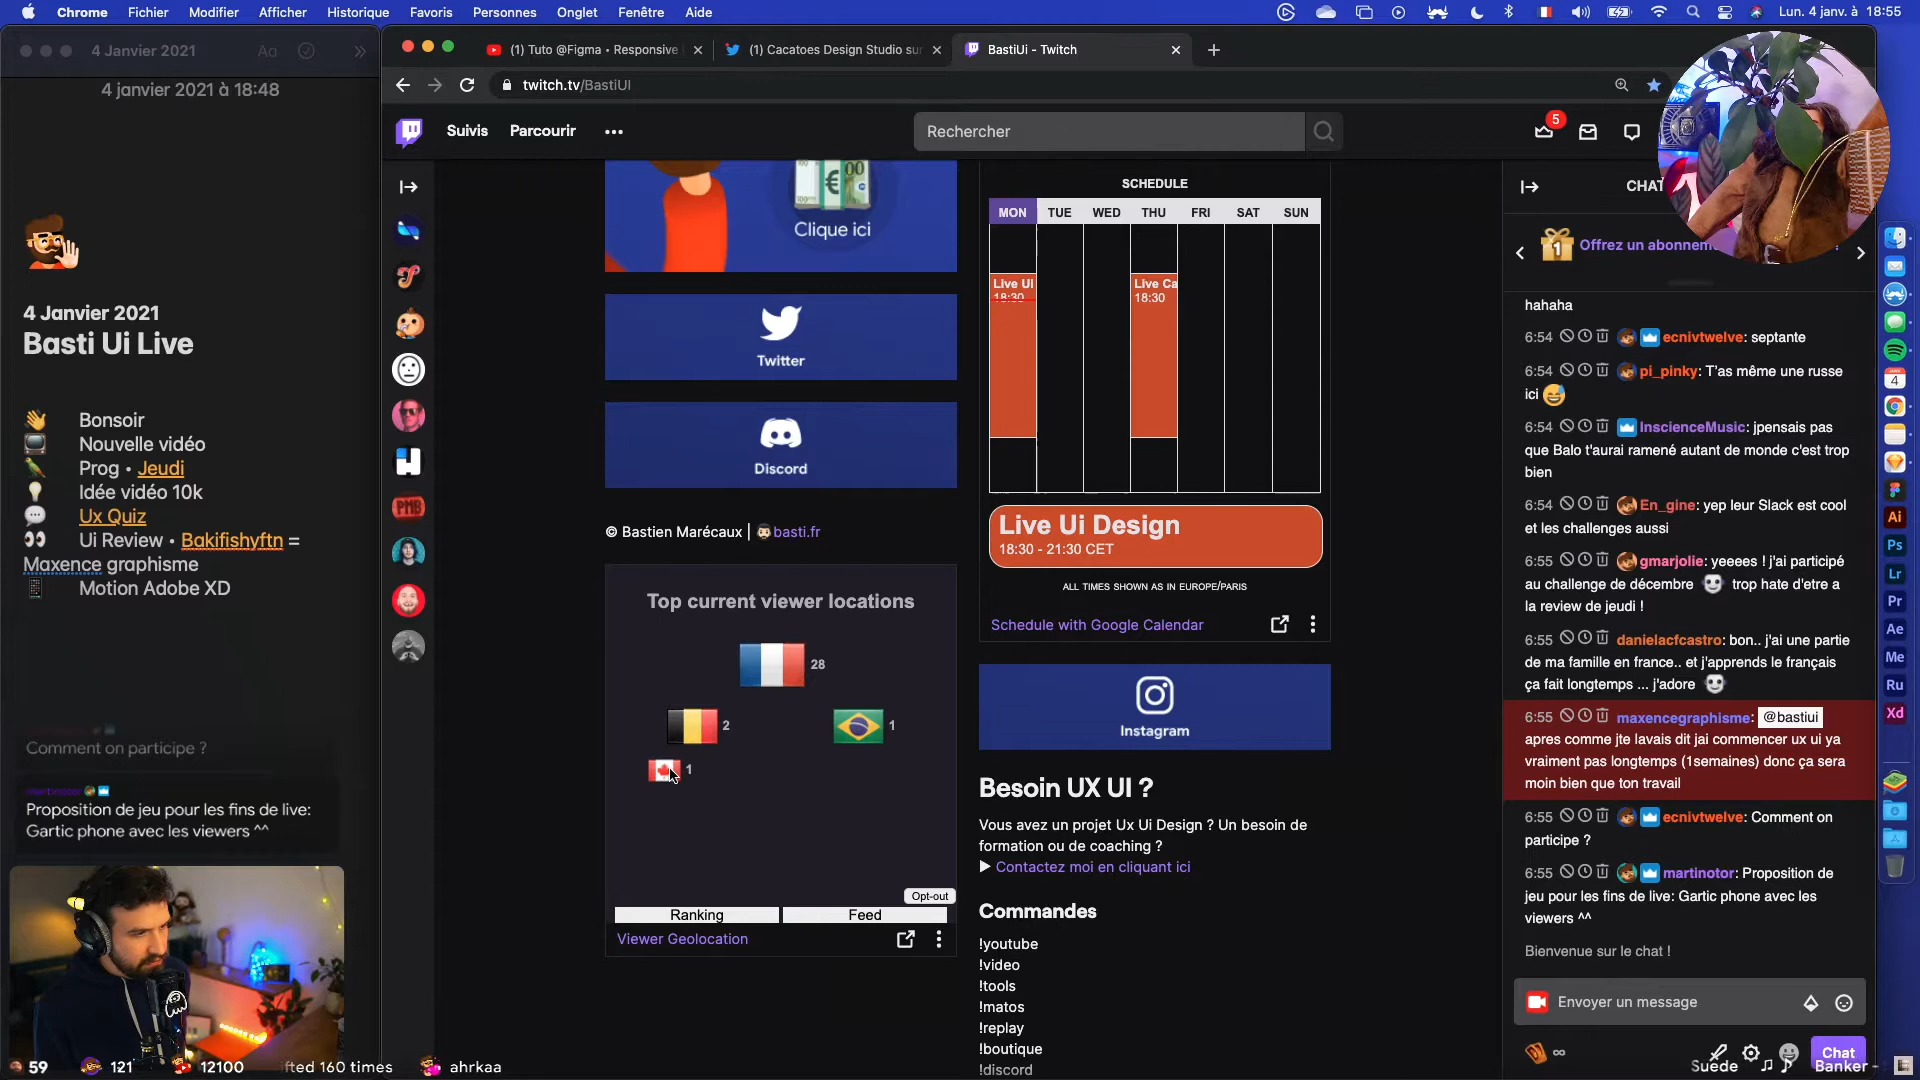 Chrome Fichier Modifier Afficher Historique Favoris Personnes Onglet Fenêtre Aide
Lun. 4 janv. à 18:55
4 Janvier 2021
Aa
4 janvier 2021 à 18:48
4 Janvier 2021
Basti Ui Live
Bonsoir
Nouvelle vidéo
Prog • Jeudi
Idée vidéo 10k
Ux Quiz
Ui Review • Bakifishyftn =
Maxence graphisme
Motion Adobe XD
Comment on participe ?
martinotor
Proposition de jeu pour les fins de live:
Gartic phone avec les viewers ^^
59 121 12100 fted 160 times ahrkaa
(1) Tuto @Figma • Responsive
(1) Cacatoes Design Studio sur
BastiUi - Twitch
twitch.tv/BastiUI
Suivis Parcourir
Rechercher
5
Clique ici
Twitter
Discord
© Bastien Marécaux | basti.fr
Top current viewer locations
28
2
1
1
Opt-out
Ranking Feed
Viewer Geolocation
SCHEDULE
MON TUE WED THU FRI SAT SUN
Live UI
18:30
Live Ca
18:30
Live Ui Design
18:30 - 21:30 CET
ALL TIMES SHOWN AS IN EUROPE/PARIS
Schedule with Google Calendar
Instagram
Besoin UX UI ?
Vous avez un projet Ux Ui Design ? Un besoin de
formation ou de coaching ?
Contactez moi en cliquant ici
Commandes
!youtube
!video
!tools
!matos
!replay
!boutique
!discord
PMB
CHAT
1
Offrez un abonnem
hahaha
6:54 ecnivtwelve: septante
6:54 pi_pinky: T'as même une russe
ici
6:54 InscienceMusic: jpensais pas
que Balo t'aurai ramené autant de monde c'est trop
bien
6:54 En_gine: yep leur Slack est cool
et les challenges aussi
6:55 gmarjolie: yeeees ! j'ai participé
au challenge de décembre trop hate d'etre a
la review de jeudi !
6:55 danielacfcastro: bon.. j'ai une partie
de ma famille en france.. et j'apprends le français
ça fait longtemps ... j'adore
6:55 maxencegraphisme: @bastiui
apres comme jte lavais dit jai commencer ux ui ya
vraiment pas longtemps (1semaines) donc ça sera
moin bien que ton travail
6:55 ecnivtwelve: Comment on
participe ?
6:55 martinotor: Proposition de
jeu pour les fins de live: Gartic phone avec les
viewers ^^
Bienvenue sur le chat !
Envoyer un message
∞
Chat
Suede
Banker -
4
Ai
Ps
Lr
Pr
Ae
Me
Ru
Xd